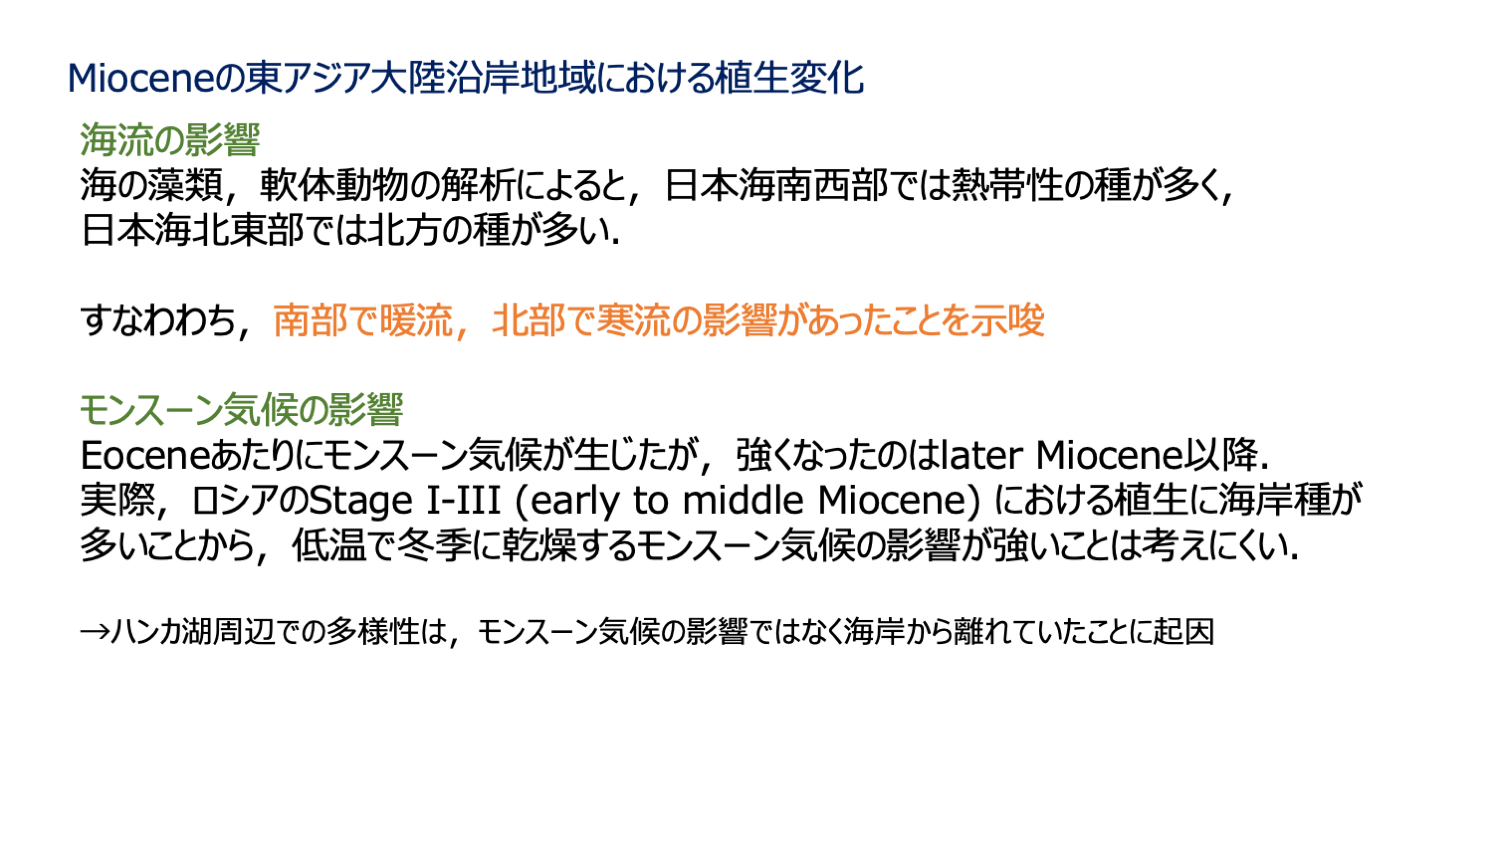 Mioceneの東アジア大陸沿岸地域における植生変化
海流の影響
海の藻類，軟体動物の解析によると，日本海南西部では熱帯性の種が多く，
日本海北東部では北方の種が多い．
すなわわち，南部で暖流，北部で寒流の影響があったことを示唆
モンスーン気候の影響
Eoceneあたりにモンスーン気候が生じたが，強くなったのはlater Miocene以降．
実際，ロシアのStage I-III (early to middle Miocene) における植生に海岸種が
多いことから，低温で冬季に乾燥するモンスーン気候の影響が強いことは考えにくい．
→ハンカ湖周辺での多様性は，モンスーン気候の影響ではなく海岸から離れていたことに起因